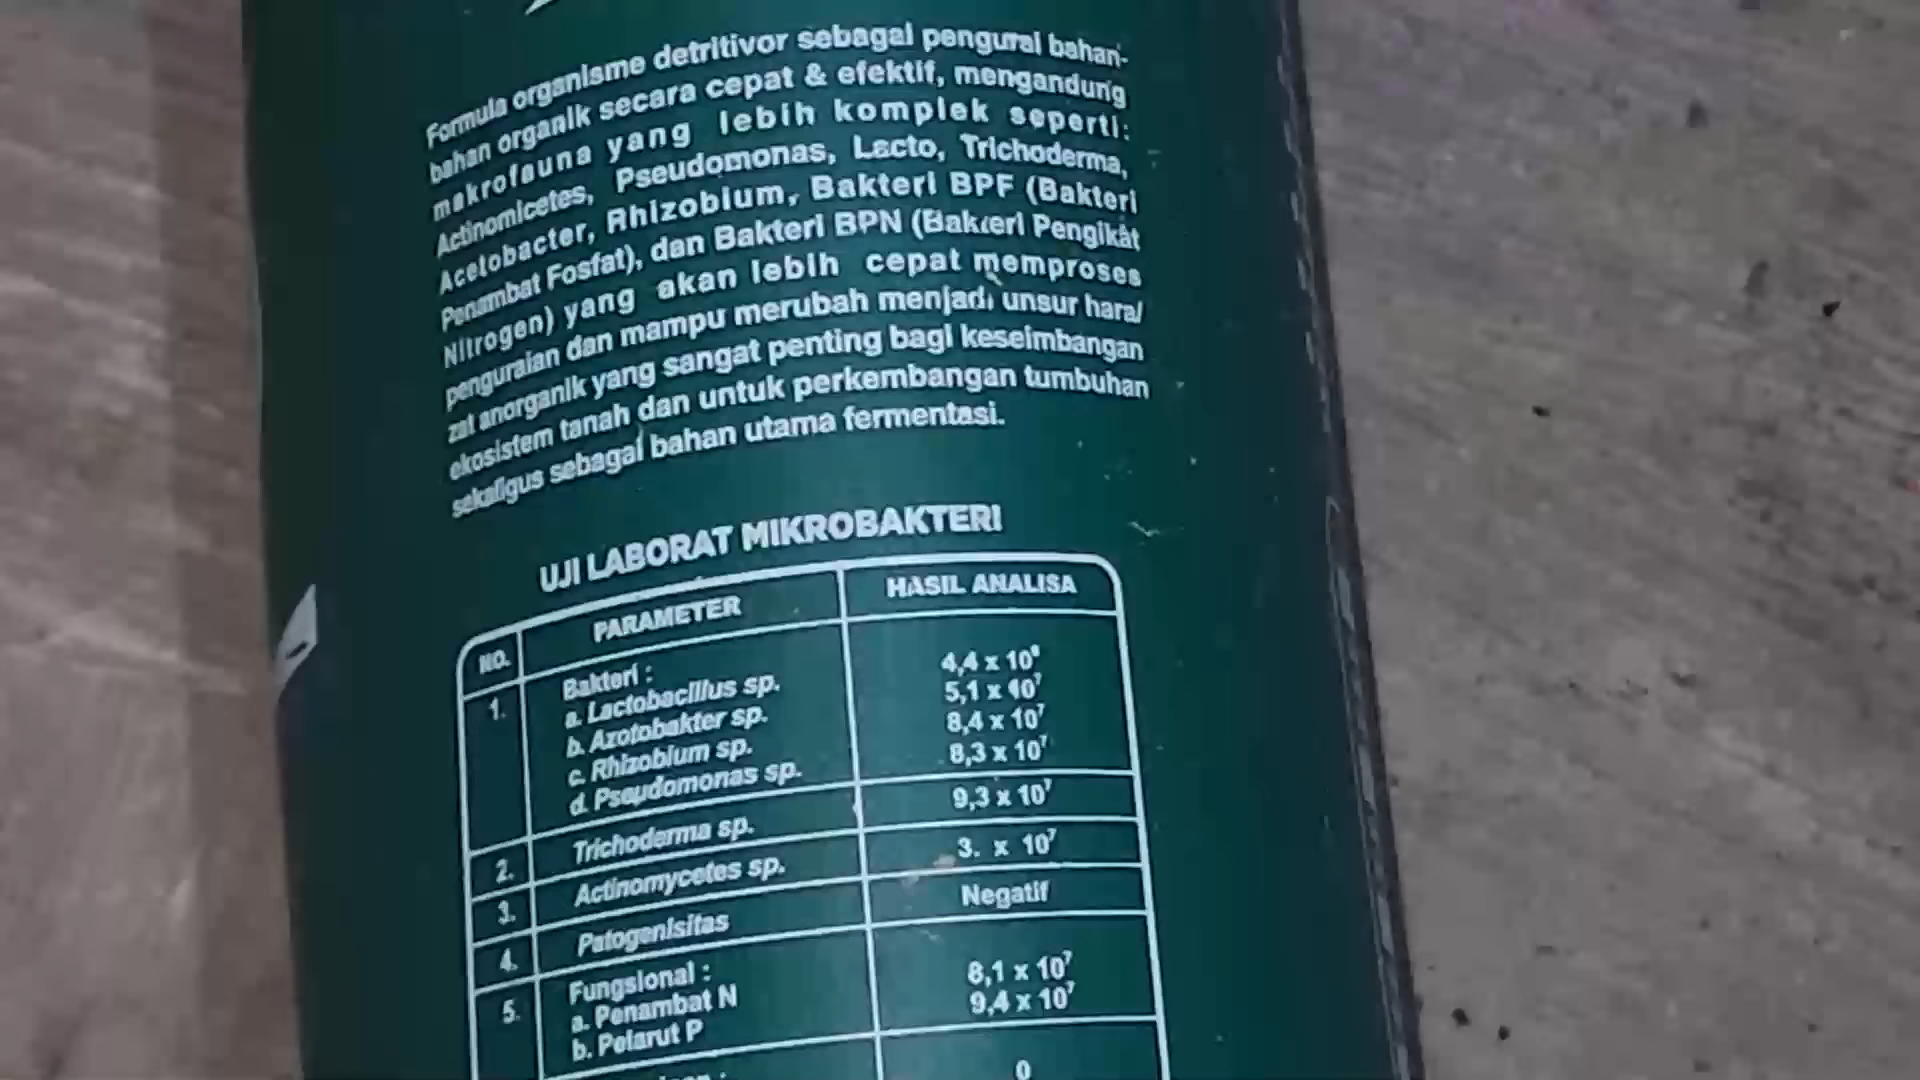 Formula organisme detritivor sebagai pengurai bahan-
bahan organik secara cepat & efektif, mengandung
makrofauna yang lebih komplek seperti:
Actinomicetes, Pseudomonas, Lacto, Trichoderma,
Acetobacter, Rhizobium, Bakteri BPF (Bakteri
Penambat Fosfat), dan Bakteri BPN (Bakteri Pengikat
Nitrogen) yang akan lebih cepat memproses
penguraian dan mampu merubah menjadi unsur hara/
zat anorganik yang sangat penting bagi keseimbangan
ekosistem tanah dan untuk perkembangan tumbuhan
sekaligus sebagai bahan utama fermentasi.
UJI LABORAT MIKROBAKTERI
NO. PARAMETER HASIL ANALISA
1. Bakteri :
a. Lactobacillus sp. 4,4 x 10⁸
b. Azotobakter sp. 5,1 x 10⁷
c. Rhizobium sp. 8,4 x 10⁷
d. Pseudomonas sp. 8,3 x 10⁷
2. Trichoderma sp. 9,3 x 10⁷
3. Actinomycetes sp. 3. x 10⁷
4. Patogenisitas Negatif
5. Fungsional :
a. Penambat N 8,1 x 10⁷
b. Pelarut P 9,4 x 10⁷
0